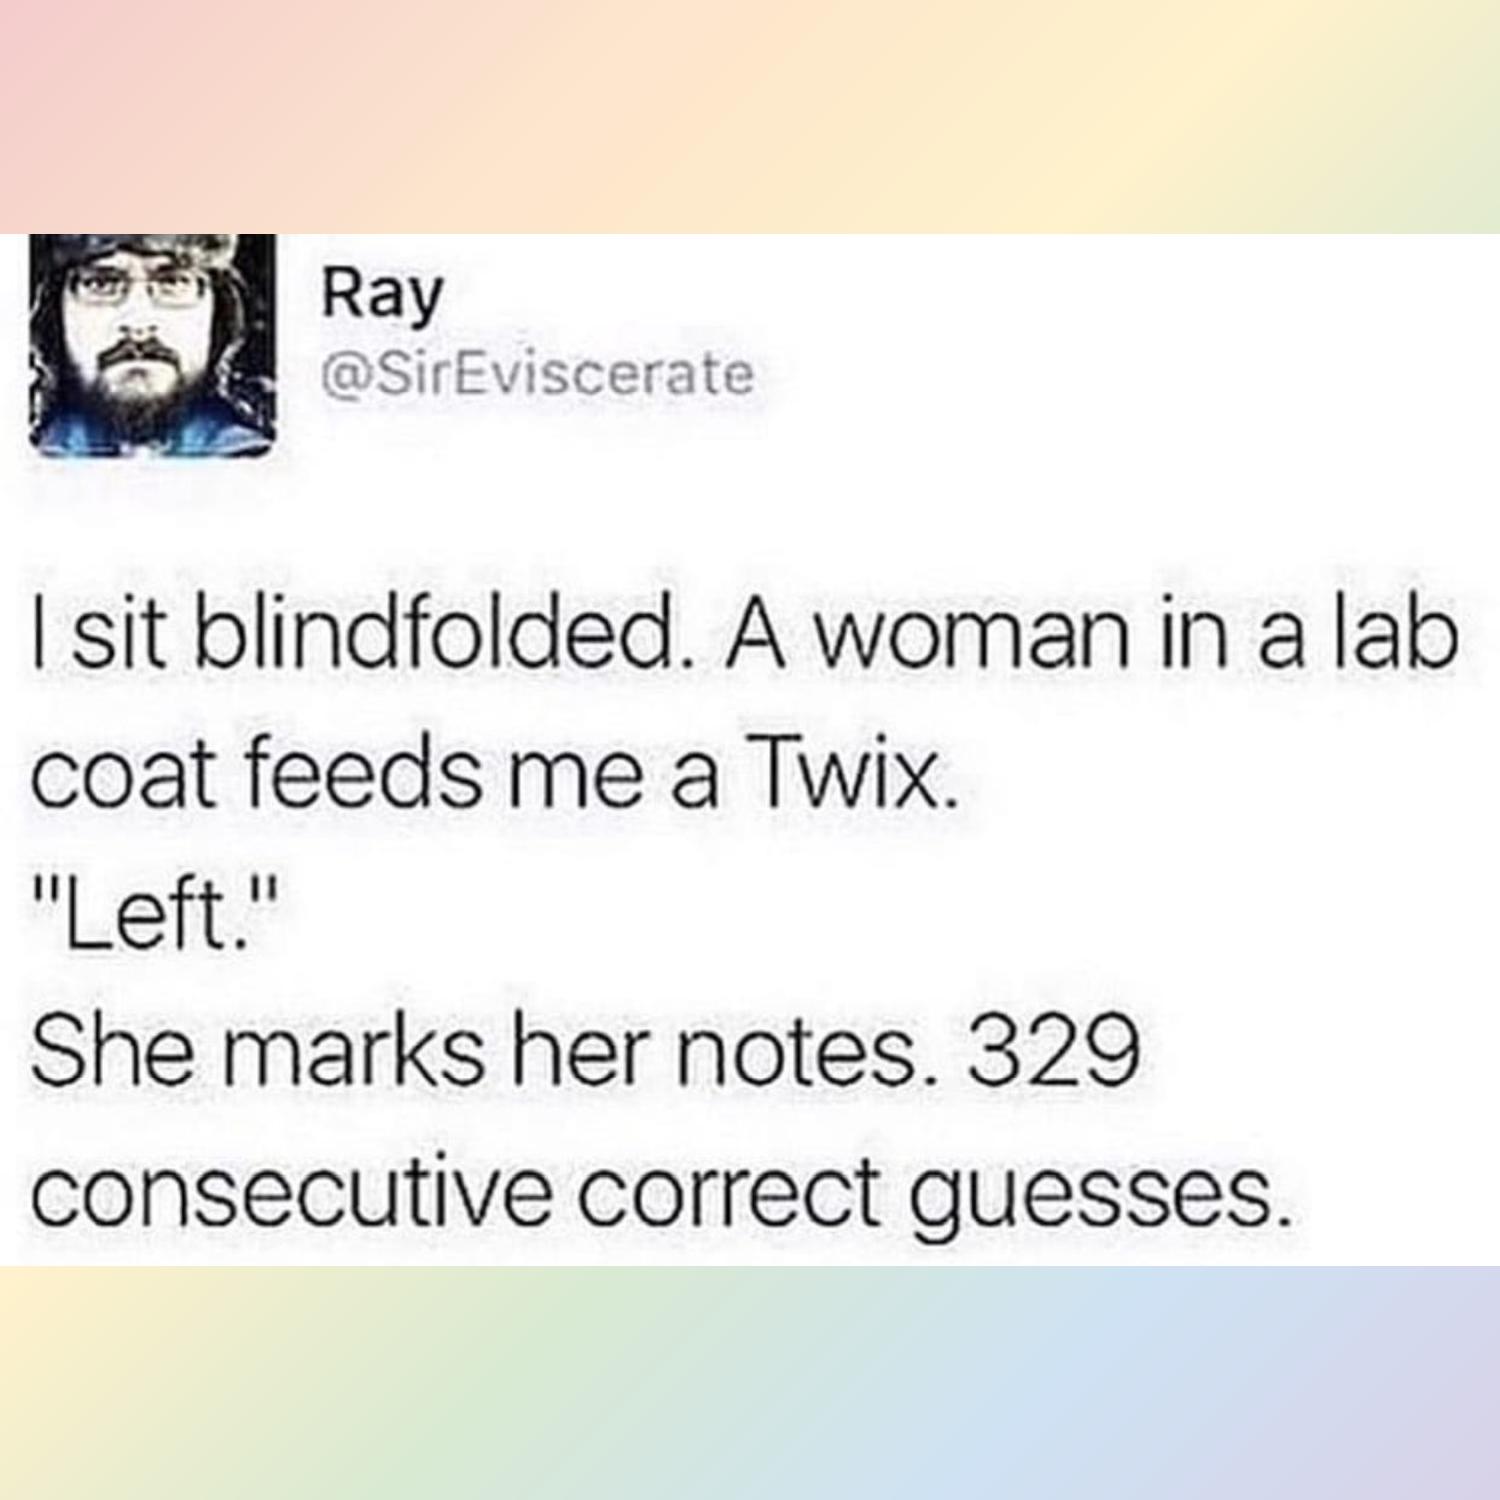 Ray
@SirEviscerate
I sit blindfolded. A woman in a lab
coat feeds me a Twix.
"Left."
She marks her notes. 329
consecutive correct guesses.